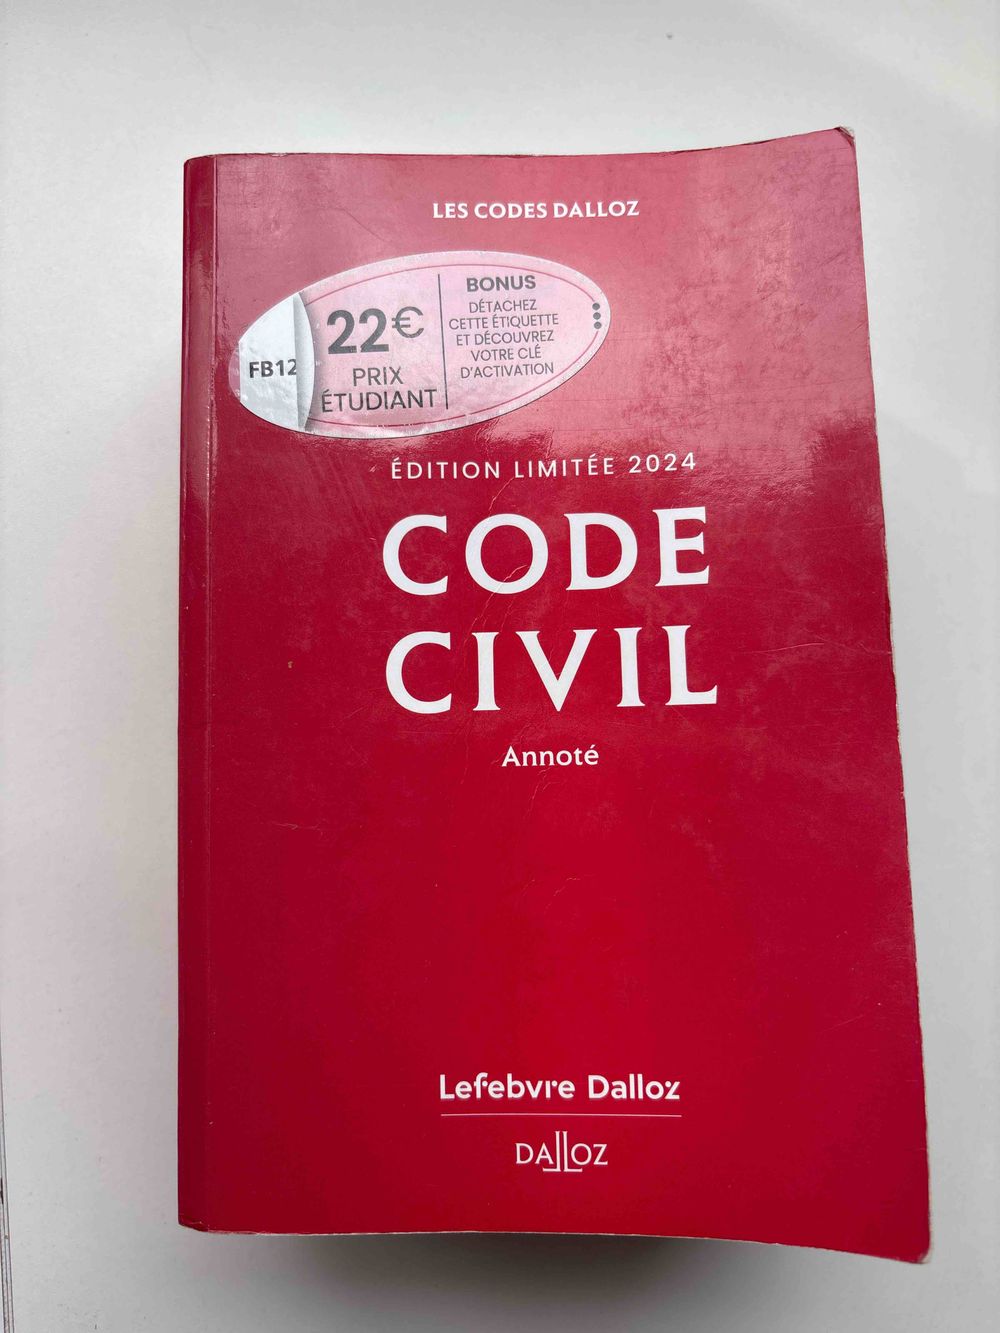 LES CODES DALLOZ
FB12
22€
PRIX
ÉTUDIANT
BONUS
DÉTACHEZ
CETTE ÉTIQUETTE
ET DÉCOUVREZ
VOTRE CLÉ
D'ACTIVATION
ÉDITION LIMITÉE 2024
CODE
CIVIL
Annoté
Lefebvre Dalloz
DALLOZ